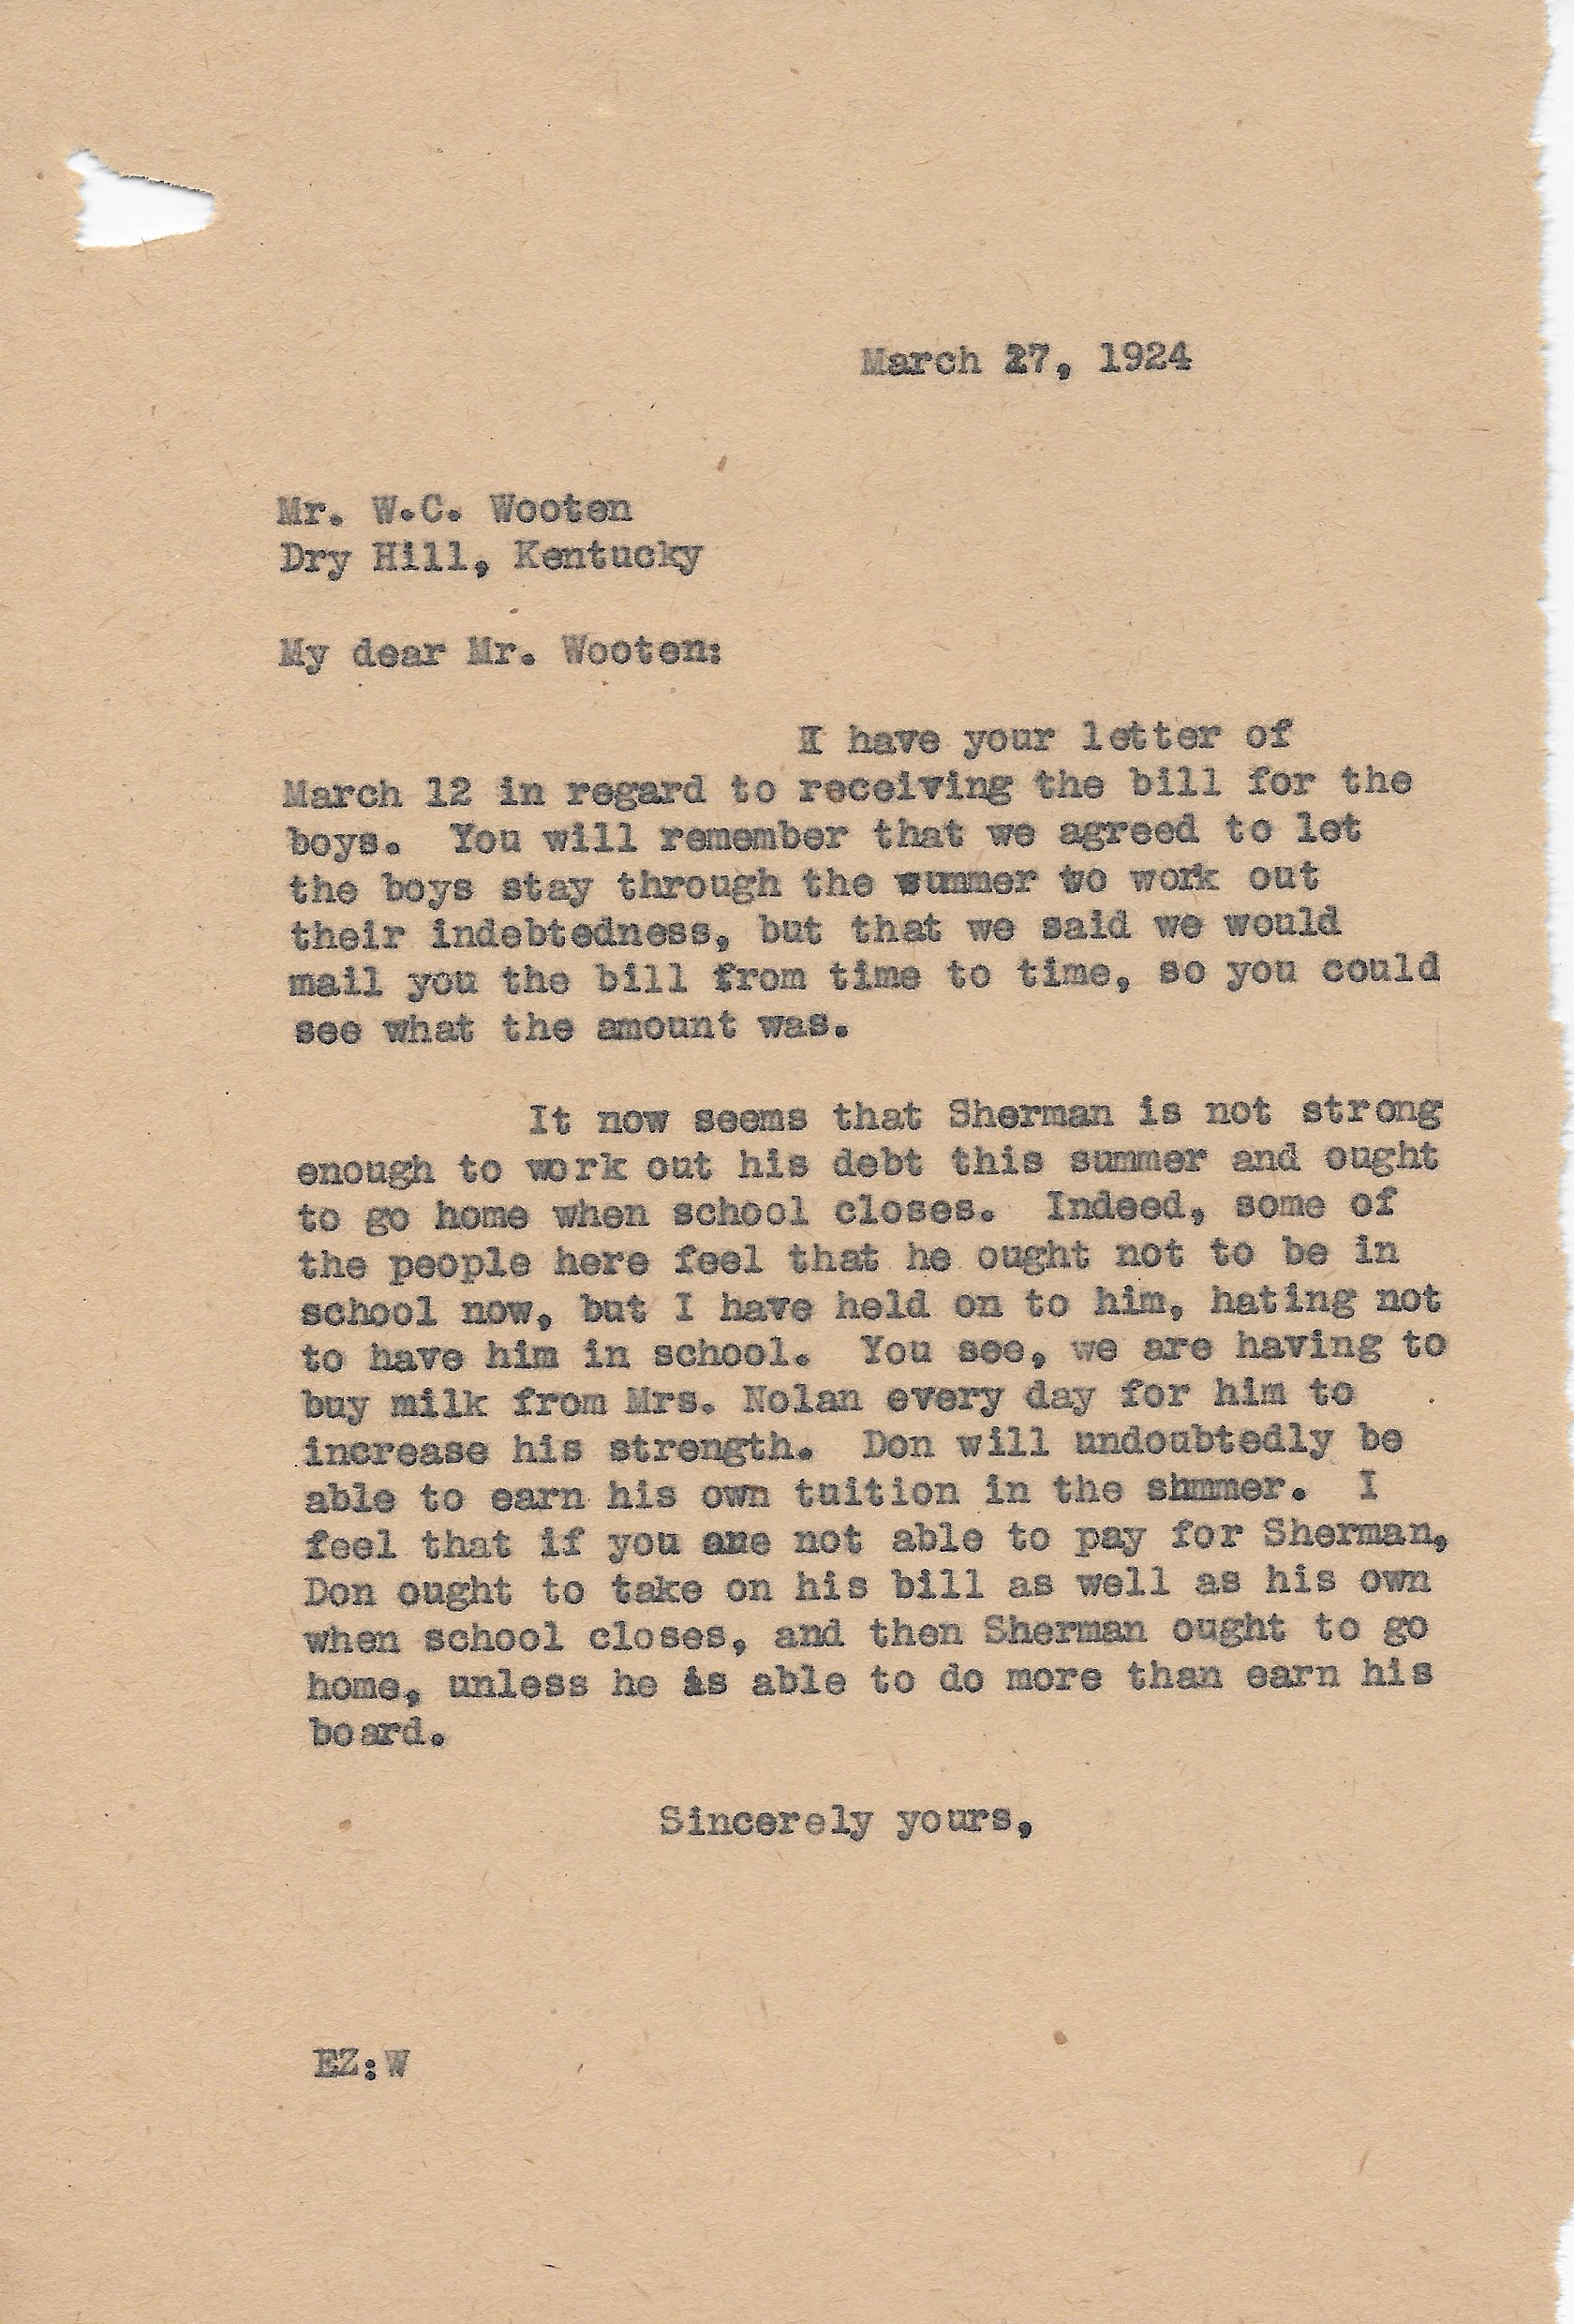 March 27, 1924
Mr. W.C. Wooten
Dry Hill, Kentucky
My dear Mr. Wooten:
I have your letter of
March 12 in regard to receiving the bill for the
boys. You will remember that we agreed to let
the boys stay through the summer to work out
their indebtedness, but that we said we would
mail you the bill from time to time, so you could
see what the amount was.
It now seems that Sherman is not strong
enough to work out his debt this summer and ought
to go home when school closes. Indeed, some of
the people here feel that he ought not to be in
school now, but I have held on to him, hating not
to have him in school. You see, we are having to
buy milk from Mrs. Nolan every day for him to
increase his strength. Don will undoubtedly be
able to earn his own tuition in the summer. I
feel that if you are not able to pay for Sherman,
Don ought to take on his bill as well as his own
when school closes, and then Sherman ought to go
home, unless he is able to do more than earn his
board.
Sincerely yours,
EZ:W